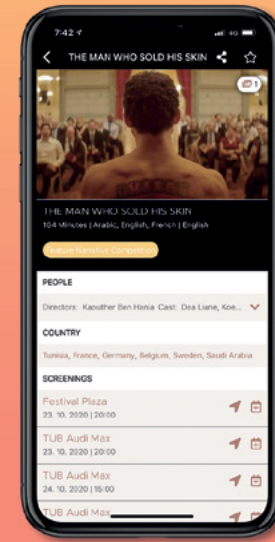 7:42
4G
THE MAN WHO SOLD HIS SKIN
1
THE MAN WHO SOLD HIS SKIN
104 Minutes | Arabic, English, French | English
Feature Narrative Competition
PEOPLE
Directors: Kaouther Ben Hania Cast: Dea Liane, Koe...
COUNTRY
Tunisia, France, Germany, Belgium, Sweden, Saudi Arabia
SCREENINGS
Festival Plaza
23. 10. 2020 | 20:00
TUB Audi Max
23. 10. 2020 | 20:00
TUB Audi Max
24. 10. 2020 | 15:00
TUB Audi Max